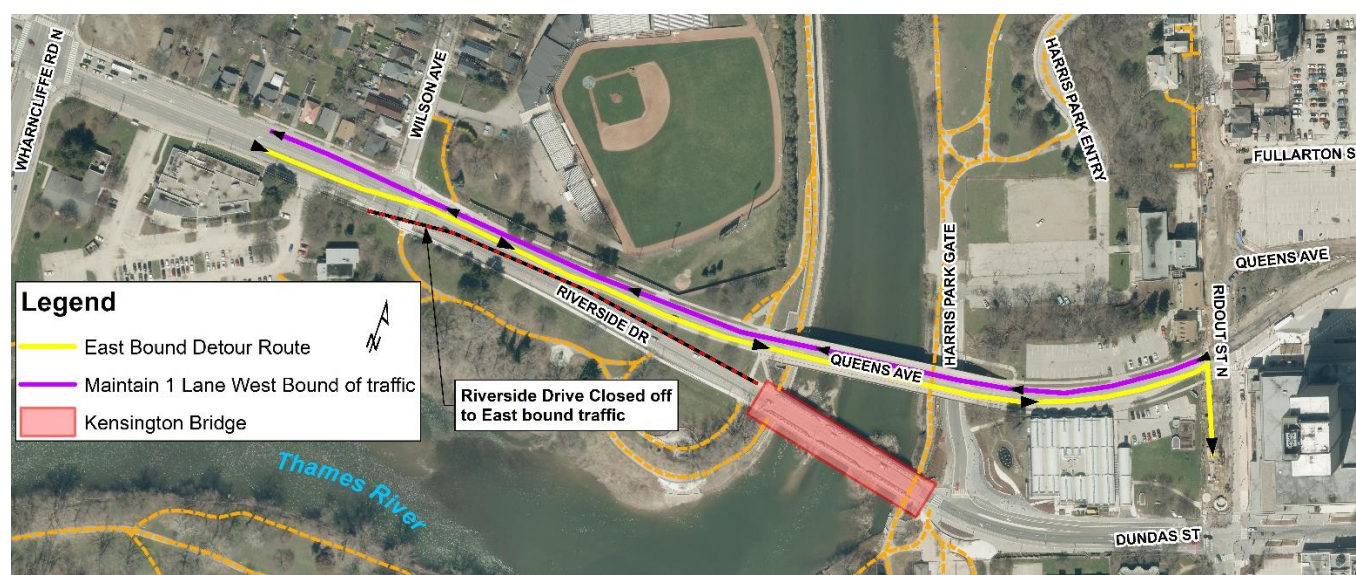 WHARNCLIFFE RD N
WILSON AVE
HARRIS PARK ENTRY
FULLARTON S
QUEENS AVE
RIDOUT ST N
HARRIS PARK GATE
RIVERSIDE DR
QUEENS AVE
Legend
N
East Bound Detour Route
Maintain 1 Lane West Bound of traffic
Kensington Bridge
Riverside Drive Closed off
to East bound traffic
Thames River
DUNDAS ST